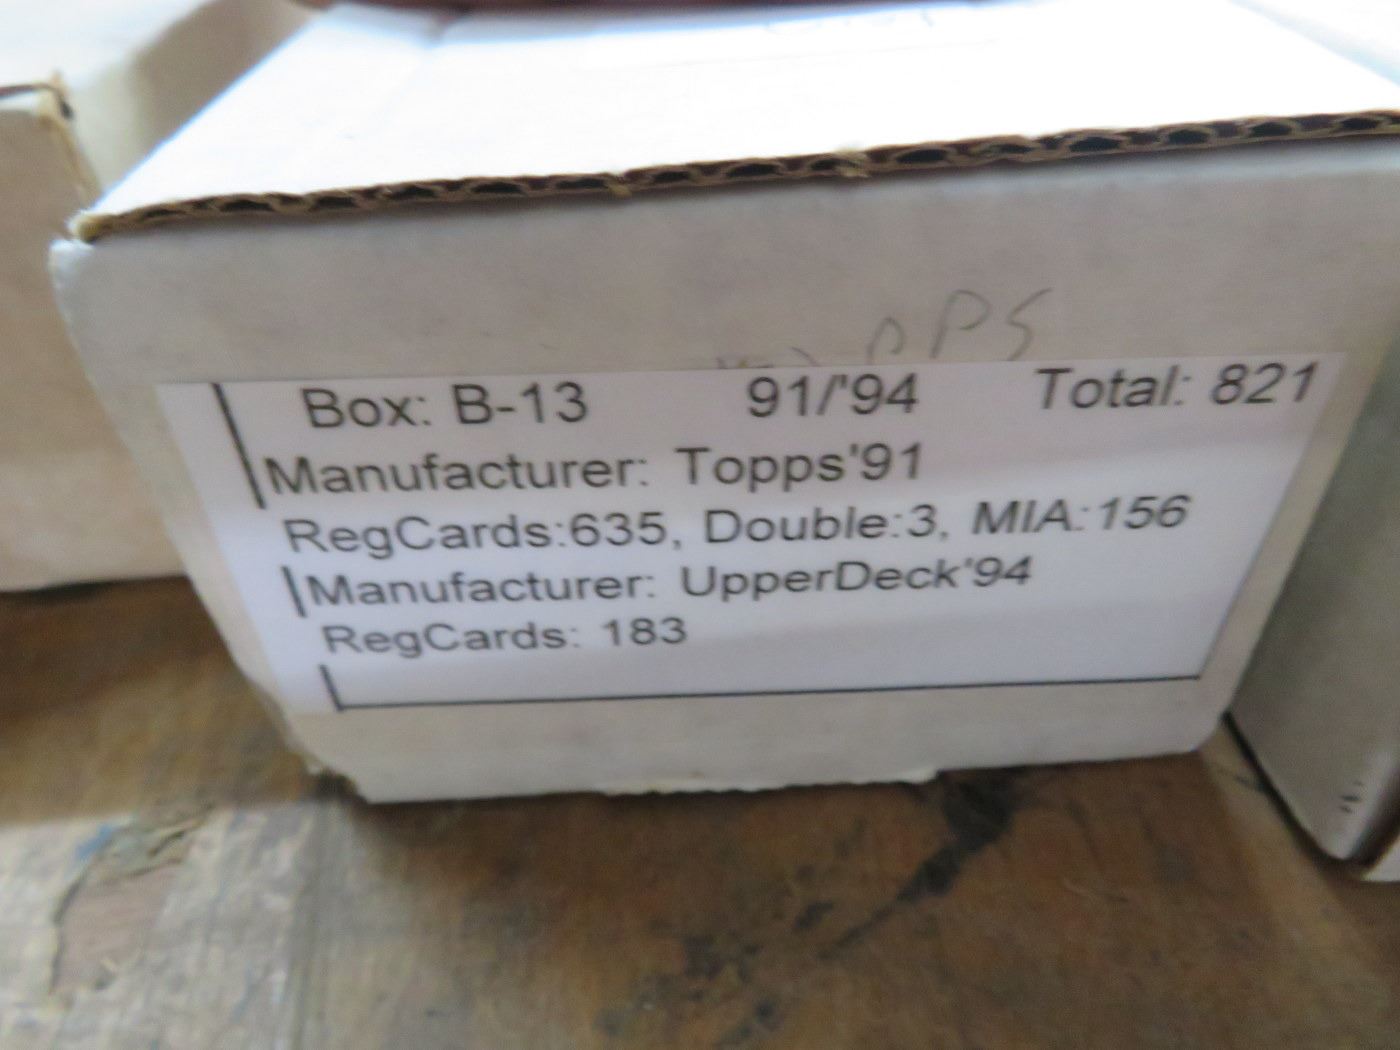 Box: B-13 91/'94 Total: 821
Manufacturer: Topps'91
RegCards:635, Double:3, MIA:156
Manufacturer: UpperDeck'94
RegCards: 183